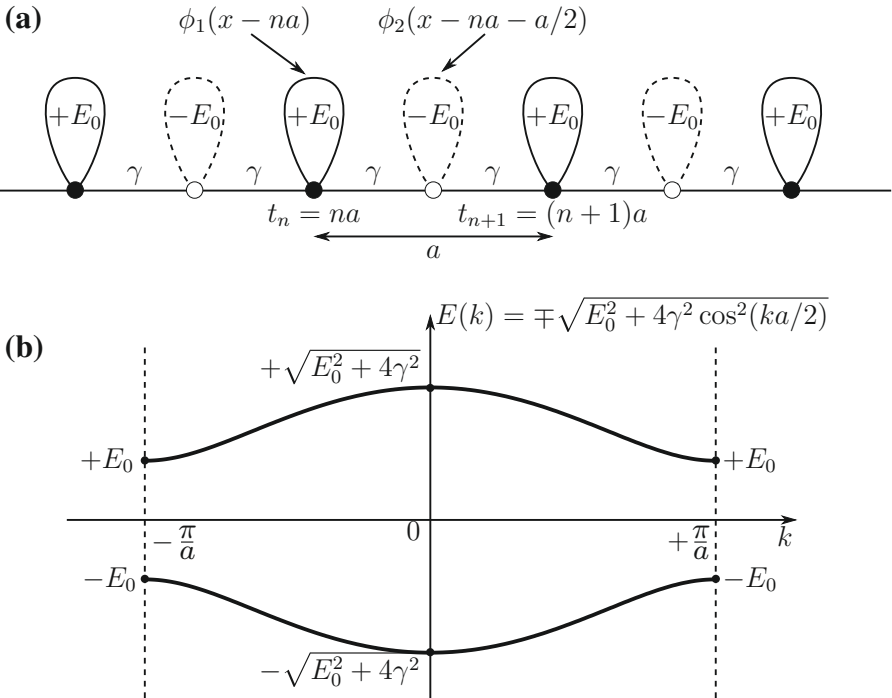 (a)
ϕ₁(x − na)
ϕ₂(x − na − a/2)
+E₀ −E₀ +E₀ −E₀ +E₀ −E₀ +E₀
γ γ γ γ γ γ
tₙ = na
tₙ₊₁ = (n + 1)a
a
(b)
E(k) = ∓√(E₀² + 4γ² cos²(ka/2))
+√(E₀² + 4γ²)
+E₀
+E₀
0
−π/a
+π/a
k
−E₀
−E₀
−√(E₀² + 4γ²)